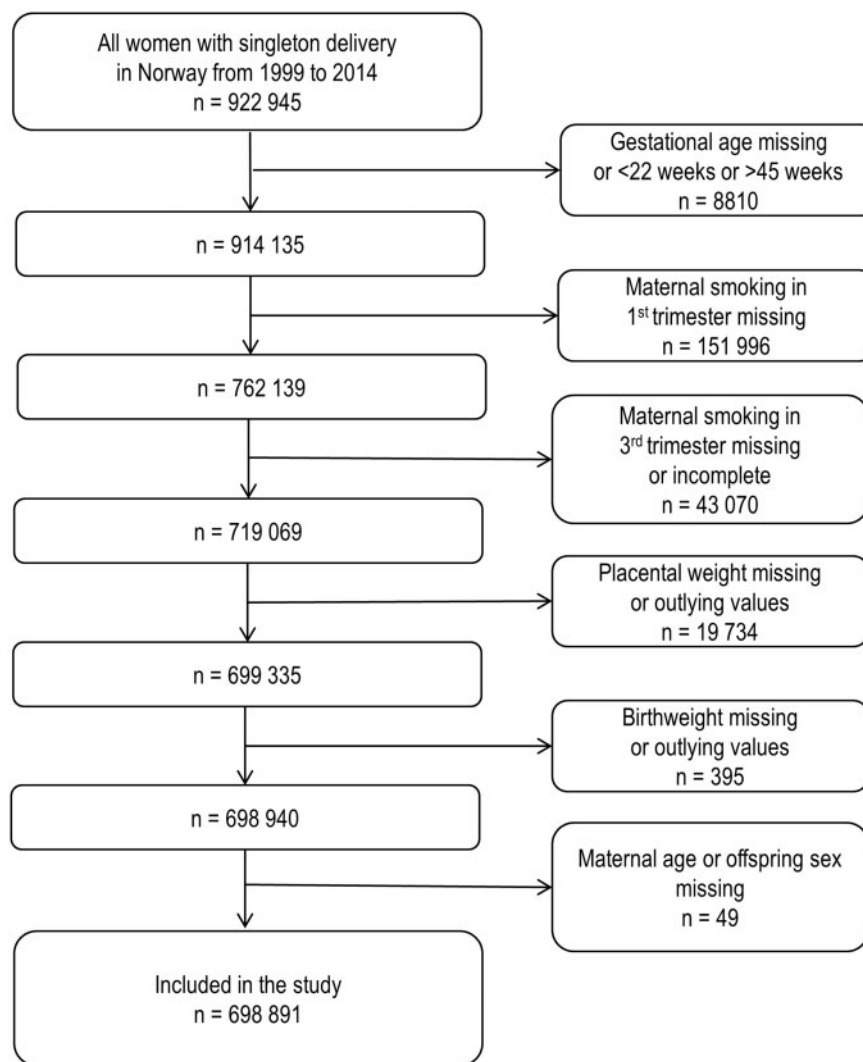 All women with singleton delivery
in Norway from 1999 to 2014
n = 922 945
Gestational age missing
or <22 weeks or >45 weeks
n = 8810
n = 914 135
Maternal smoking in
1st trimester missing
n = 151 996
n = 762 139
Maternal smoking in
3rd trimester missing
or incomplete
n = 43 070
n = 719 069
Placental weight missing
or outlying values
n = 19 734
n = 699 335
Birthweight missing
or outlying values
n = 395
n = 698 940
Maternal age or offspring sex
missing
n = 49
Included in the study
n = 698 891